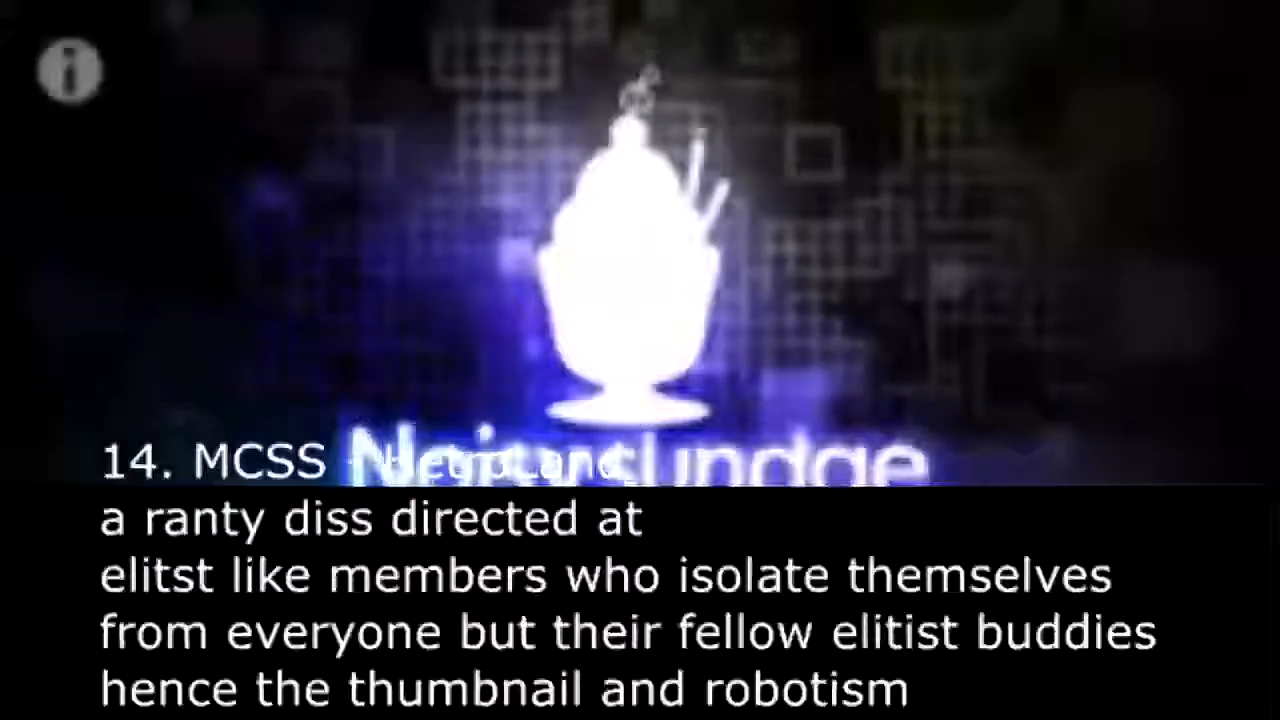 14. MCSS - MetroLand
a ranty diss directed at
elitst like members who isolate themselves
from everyone but their fellow elitist buddies
hence the thumbnail and robotism